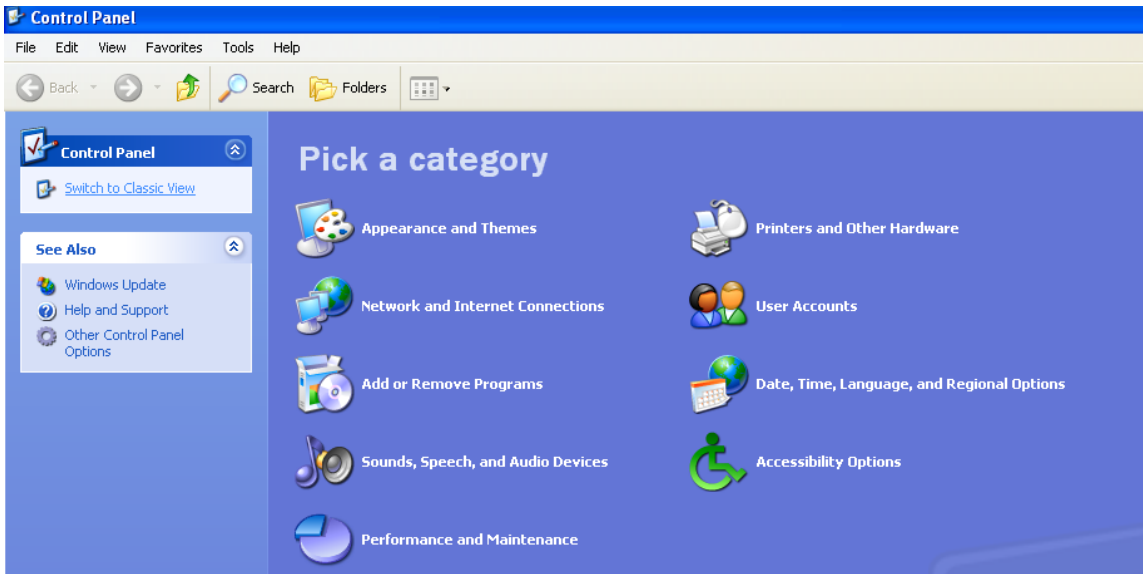 Control Panel
File Edit View Favorites Tools Help
Back Search Folders
Control Panel
Switch to Classic View
See Also
Windows Update
Help and Support
Other Control Panel
Options
Pick a category
Appearance and Themes
Printers and Other Hardware
Network and Internet Connections
User Accounts
Add or Remove Programs
Date, Time, Language, and Regional Options
Sounds, Speech, and Audio Devices
Accessibility Options
Performance and Maintenance